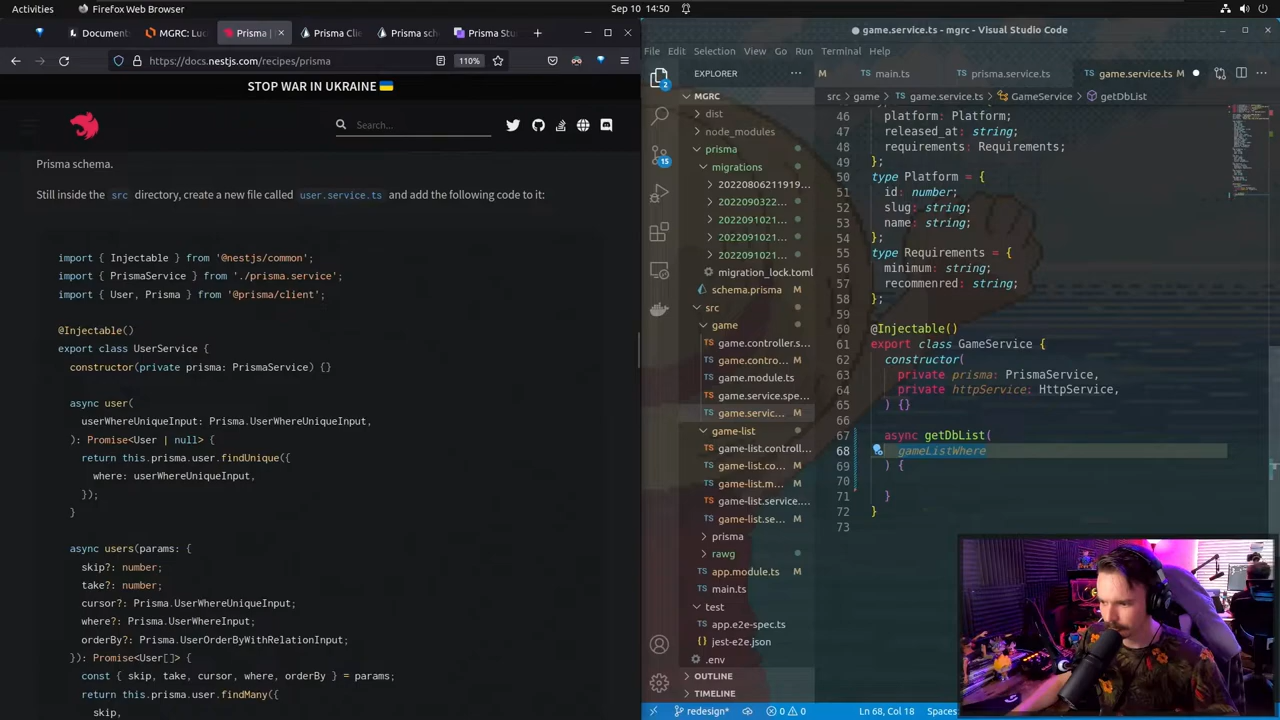 Activities
Firefox Web Browser
Sep 10 14:50
Documents
MGRC: Luc
Prisma |
Prisma Clie
Prisma sch
Prisma Stu
https://docs.nestjs.com/recipes/prisma
110%
STOP WAR IN UKRAINE
Search...
Prisma schema.
Still inside the src directory, create a new file called user.service.ts and add the following code to it:
import { Injectable } from '@nestjs/common';
import { PrismaService } from './prisma.service';
import { User, Prisma } from '@prisma/client';
@Injectable()
export class UserService {
constructor(private prisma: PrismaService) {}
async user(
userWhereUniqueInput: Prisma.UserWhereUniqueInput,
): Promise<User | null> {
return this.prisma.user.findUnique({
where: userWhereUniqueInput,
});
}
async users(params: {
skip?: number;
take?: number;
cursor?: Prisma.UserWhereUniqueInput;
where?: Prisma.UserWhereInput;
orderBy?: Prisma.UserOrderByWithRelationInput;
}): Promise<User[]> {
const { skip, take, cursor, where, orderBy } = params;
return this.prisma.user.findMany({
skip,
game.service.ts - mgrc - Visual Studio Code
File Edit Selection View Go Run Terminal Help
EXPLORER
M
main.ts
prisma.service.ts
game.service.ts M
2
15
src > game > game.service.ts > GameService > getDbList
MGRC
dist
node_modules
prisma
migrations
20220806211919...
2022090322...
2022091021...
2022091021...
2022091021...
migration_lock.toml
schema.prisma M
src
game
game.controller.s...
game.contro... M
game.module.ts
game.service.spe...
game.servic... M
game-list
game-list.controll...
game-list.co... M
game-list.m... M
game-list.service....
game-list.se... M
prisma
rawg
app.module.ts M
main.ts
test
app.e2e-spec.ts
jest-e2e.json
.env
OUTLINE
TIMELINE
46 platform: Platform;
47 released_at: string;
48 requirements: Requirements;
49 };
50 type Platform = {
51 id: number;
52 slug: string;
53 name: string;
54 };
55 type Requirements = {
56 minimum: string;
57 recommenred: string;
58 };
59
60 @Injectable()
61 export class GameService {
62 constructor(
63 private prisma: PrismaService,
64 private httpService: HttpService,
65 ) {}
66
67 async getDbList(
68 gameListWhere
69 ) {
70
71 }
72 }
73
redesign*
0 0
Ln 68, Col 18
Spaces